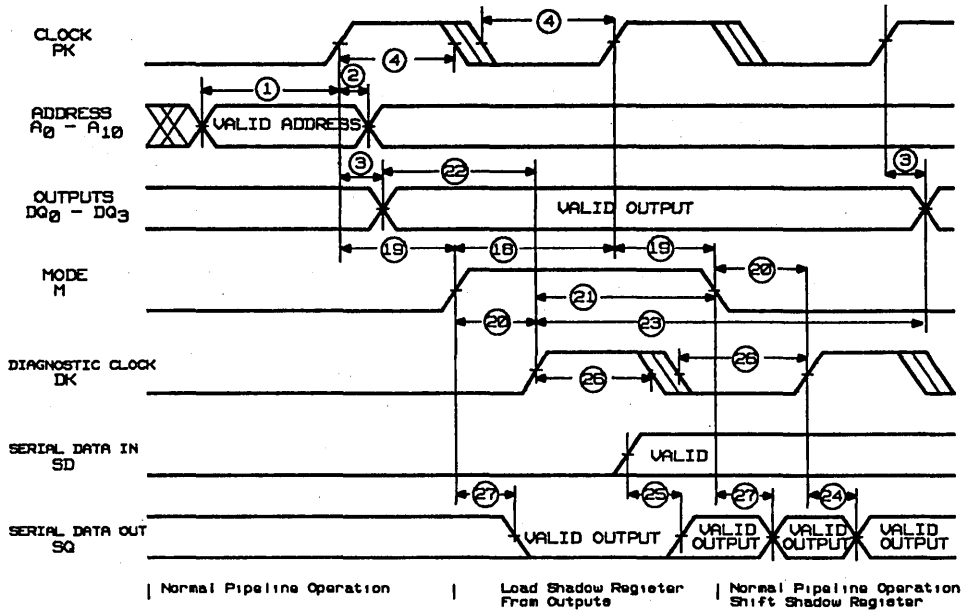 CLOCK
PK
4
4
1
2
ADDRESS
A0 - A10
VALID ADDRESS
3
22
3
OUTPUTS
DQ0 - DQ3
VALID OUTPUT
19
18
19
MODE
M
20
21
20
23
DIAGNOSTIC CLOCK
DK
26
26
SERIAL DATA IN
SD
VALID
27
25
27
24
SERIAL DATA OUT
SQ
VALID OUTPUT
VALID
OUTPUT
VALID
OUTPUT
VALID
OUTPUT
| Normal Pipeline Operation
| Load Shadow Register
From Outputs
| Normal Pipeline Operation
Shift Shadow Register